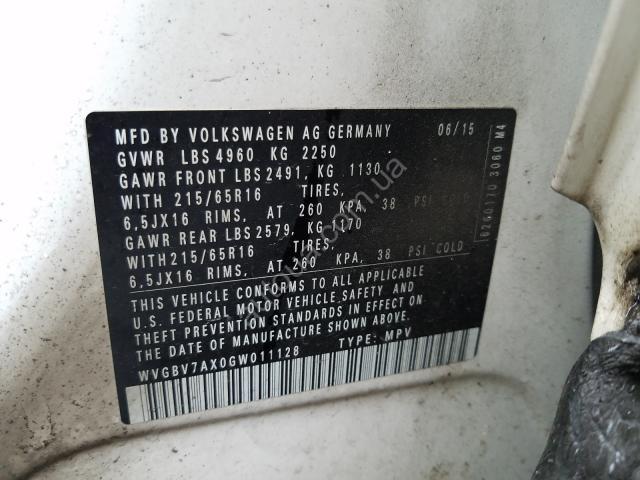 MFD BY VOLKSWAGEN AG GERMANY 06/15
GVWR LBS 4960 KG 2250
GAWR FRONT LBS 2491, KG 1130
WITH 215/65R16 TIRES,
6,5JX16 RIMS, AT 260 KPA, 38 PSI COLD
GAWR REAR LBS 2579, KG 1170
WITH 215/65R16 TIRES,
6,5JX16 RIMS, AT 260 KPA, 38 PSI COLD
THIS VEHICLE CONFORMS TO ALL APPLICABLE
U.S. FEDERAL MOTOR VEHICLE SAFETY AND
THEFT PREVENTION STANDARDS IN EFFECT ON
THE DATE OF MANUFACTURE SHOWN ABOVE.
WVGBV7AX0GW011128 TYPE: MPV
6260170 3060 M4